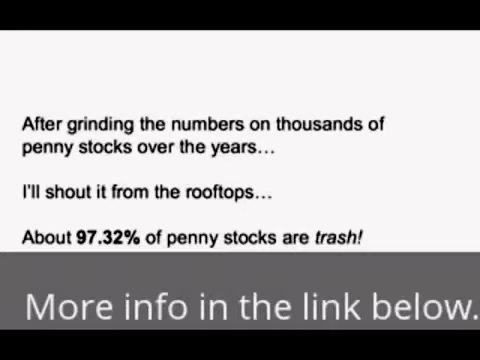 After grinding the numbers on thousands of
penny stocks over the years…
I'll shout it from the rooftops…
About 97.32% of penny stocks are trash!
More info in the link below.